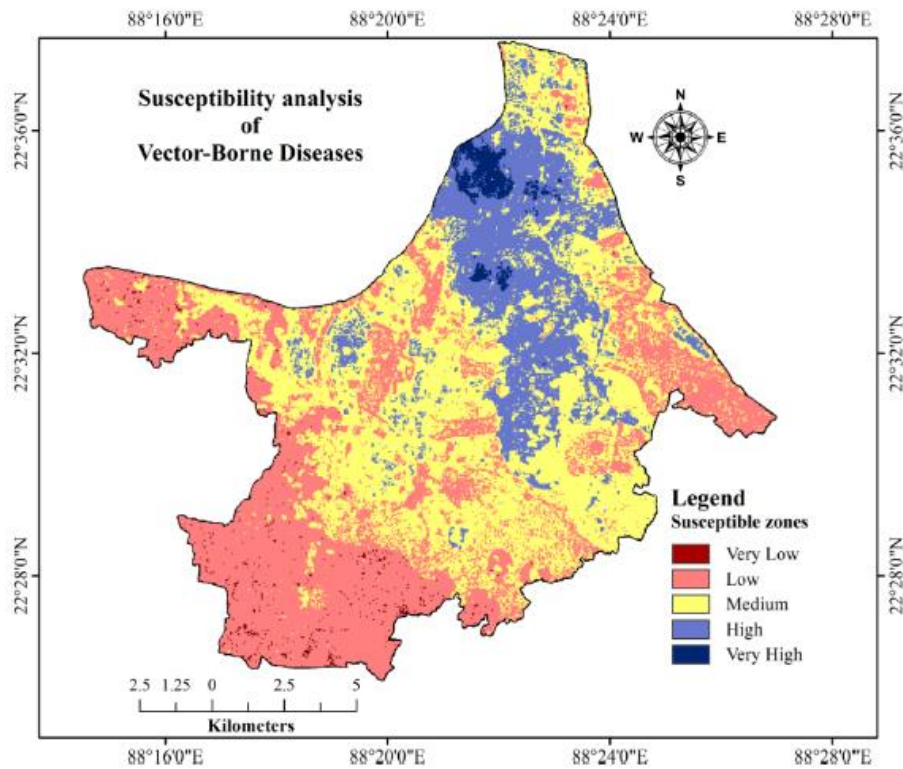 88°16'0"E 88°20'0"E 88°24'0"E 88°28'0"E
Susceptibility analysis
of
Vector-Borne Diseases
N
W E
S
22°36'0"N 22°36'0"N
22°32'0"N 22°32'0"N
22°28'0"N 22°28'0"N
Legend
Susceptible zones
Very Low
Low
Medium
High
Very High
2.5 1.25 0 2.5 5
Kilometers
88°16'0"E 88°20'0"E 88°24'0"E 88°28'0"E